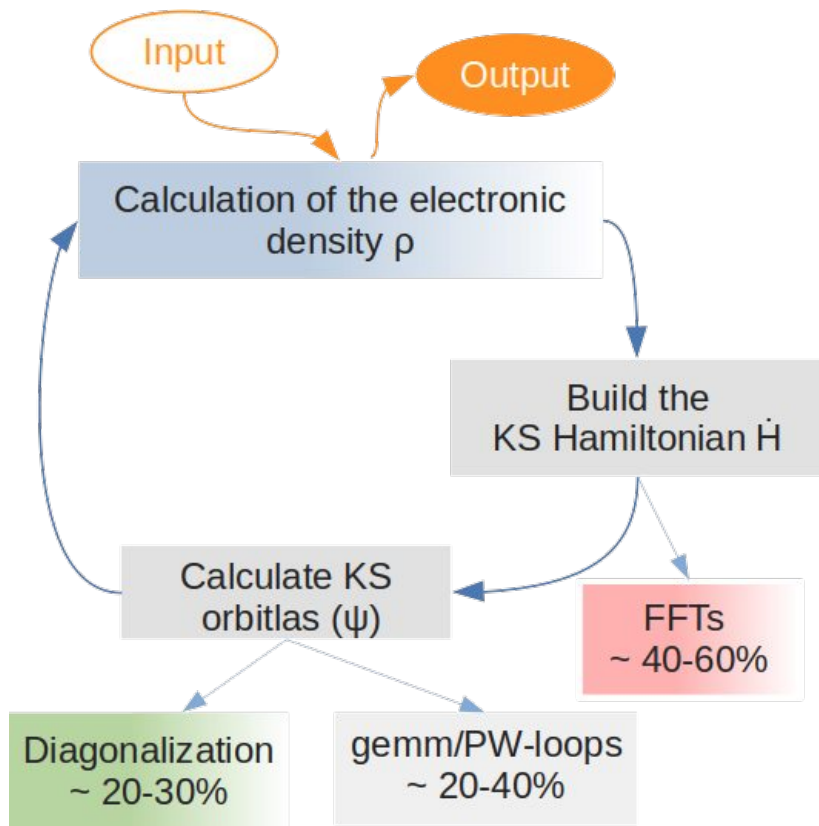 Input
Output
Calculation of the electronic
density ρ
Build the
KS Hamiltonian Ḣ
Calculate KS
orbitlas (ψ)
FFTs
~ 40-60%
Diagonalization
~ 20-30%
gemm/PW-loops
~ 20-40%